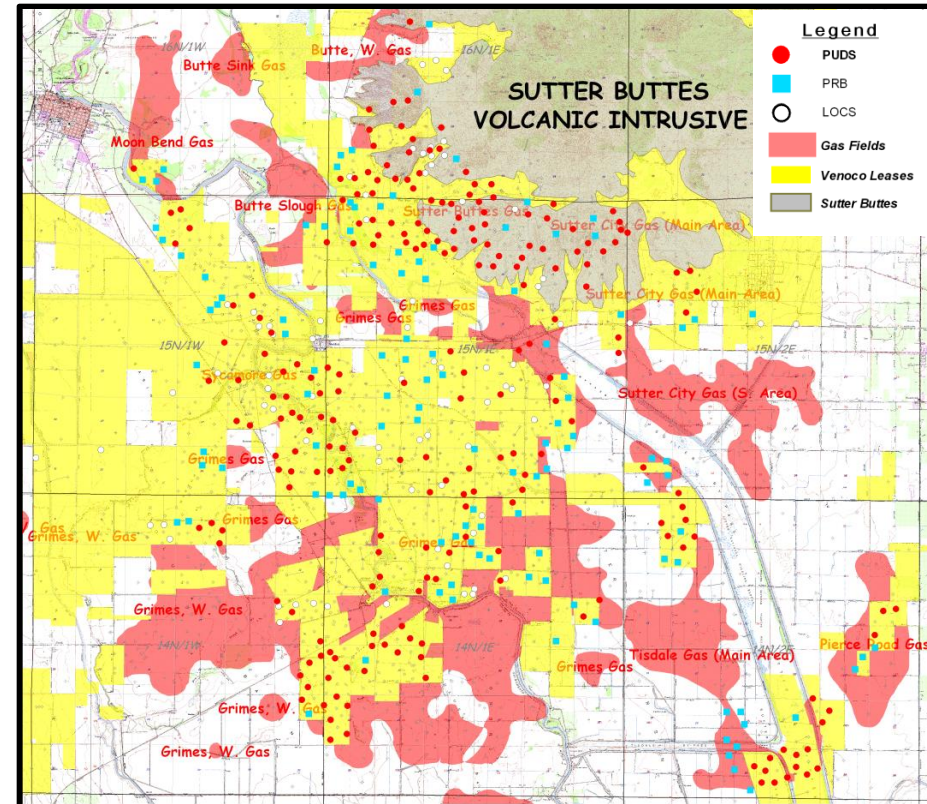 Legend
PUDS
PRB
LOCS
Gas Fields
Venoco Leases
Sutter Buttes
16N/1W
Butte, W. Gas
Butte Sink Gas
16N/1E
SUTTER BUTTES
VOLCANIC INTRUSIVE
Moon Bend Gas
Butte Slough Gas
Sutter Buttes Gas
Sutter City Gas (Main Area)
Sutter City Gas (Main Area)
Grimes Gas
Grimes Gas
15N/1W
15N/1E
15N/2E
Sycamore Gas
Sutter City Gas (S. Area)
Grimes Gas
Grimes Gas
Gas
Grimes, W. Gas
Grimes Gas
Grimes, W. Gas
14N/1W
14N/1E
Tisdale Gas (Main Area)
14N/2E
Pierce Road Gas
Grimes Gas
Grimes, W. Gas
Grimes, W. Gas